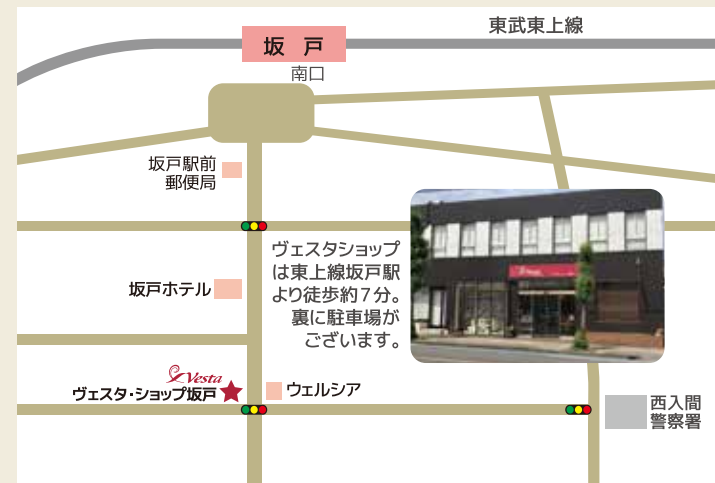 東武東上線
坂 戸
南口
坂戸駅前
郵便局
ヴェスタショップ
は東上線坂戸駅
より徒歩約7分。
裏に駐車場が
ございます。
坂戸ホテル
Vesta
ヴェスタ・ショップ坂戸
ウェルシア
西入間
警察署